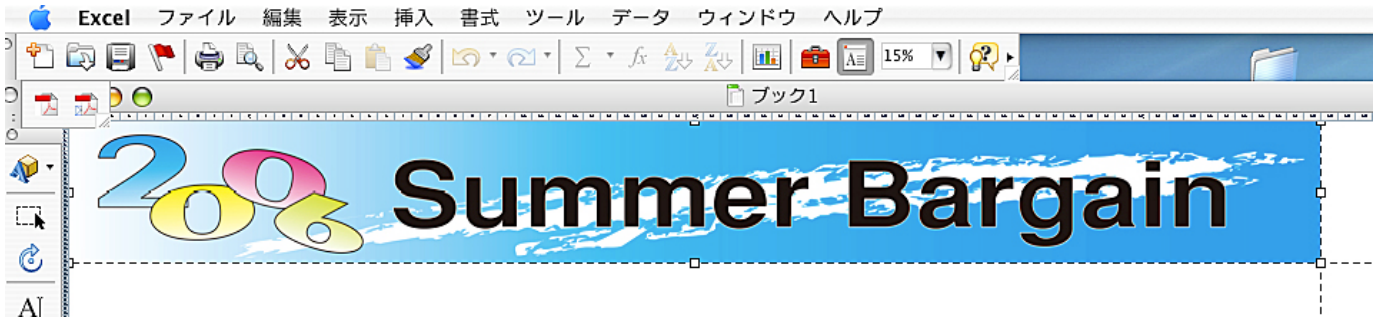 Excel ファイル 編集 表示 挿入 書式 ツール データ ウィンドウ ヘルプ
Σ fx A Z Z A A 15% ?
ブック1
2006 Summer Bargain
A